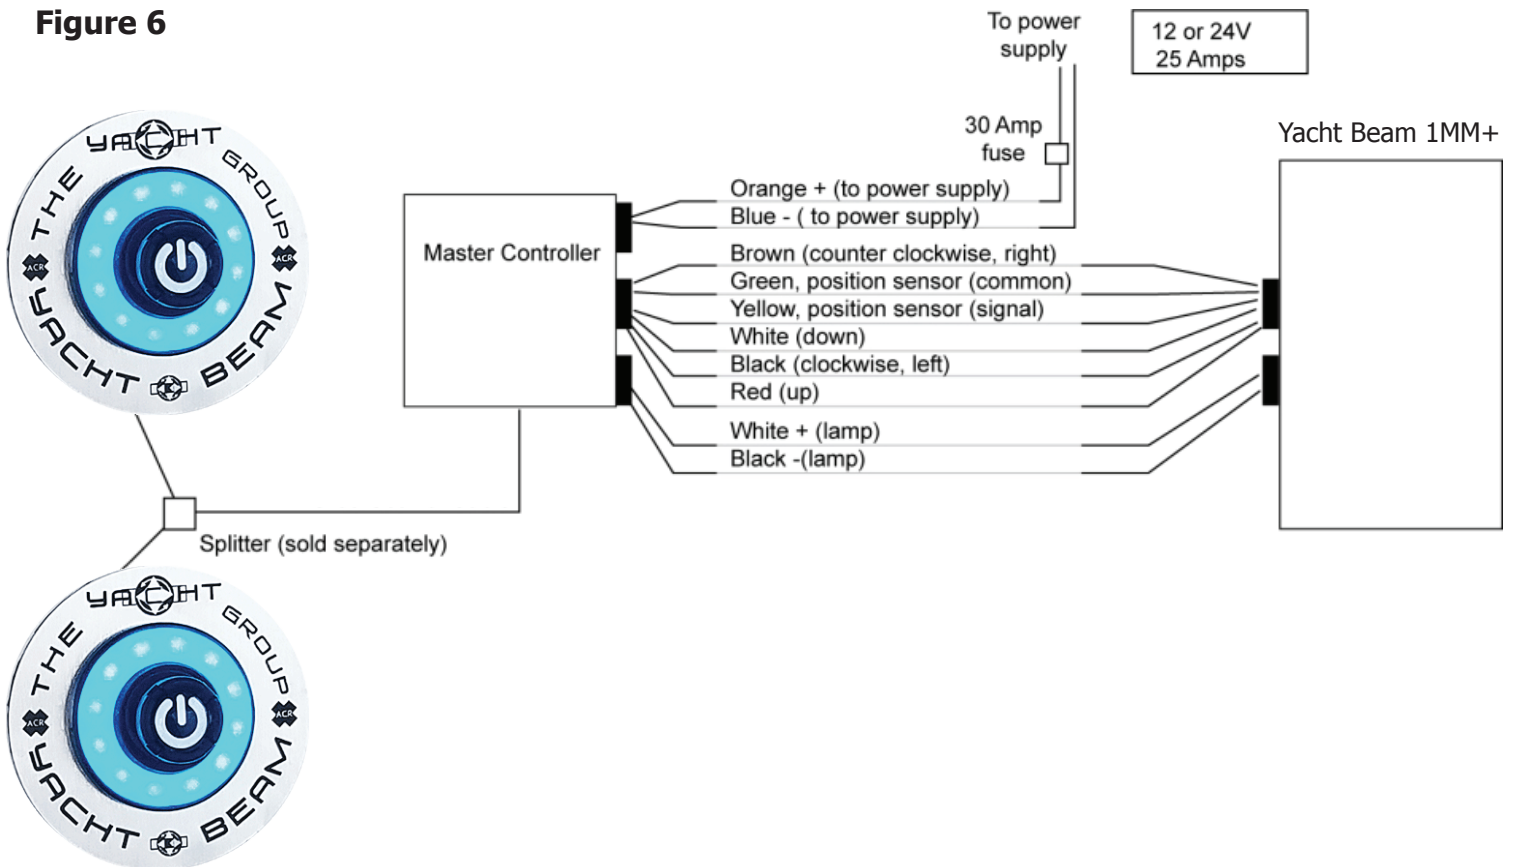 Figure 6
To power
supply
12 or 24V
25 Amps
30 Amp
fuse
Yacht Beam 1MM+
THE YACHT GROUP
ACR
ACR
YACHT BEAM
Master Controller
Orange + (to power supply)
Blue - ( to power supply)
Brown (counter clockwise, right)
Green, position sensor (common)
Yellow, position sensor (signal)
White (down)
Black (clockwise, left)
Red (up)
White + (lamp)
Black -(lamp)
Splitter (sold separately)
THE YACHT GROUP
ACR
ACR
YACHT BEAM